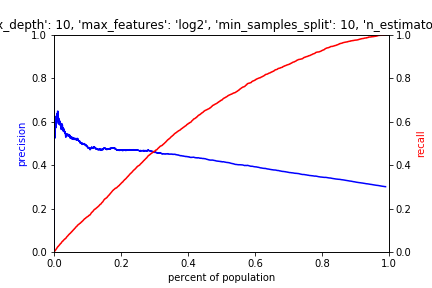 x_depth': 10, 'max_features': 'log2', 'min_samples_split': 10, 'n_estimato
1.0
0.8
0.6
0.4
0.2
0.0
precision
1.0
0.8
0.6
0.4
0.2
0.0
recall
0.0 0.2 0.4 0.6 0.8 1.0
percent of population